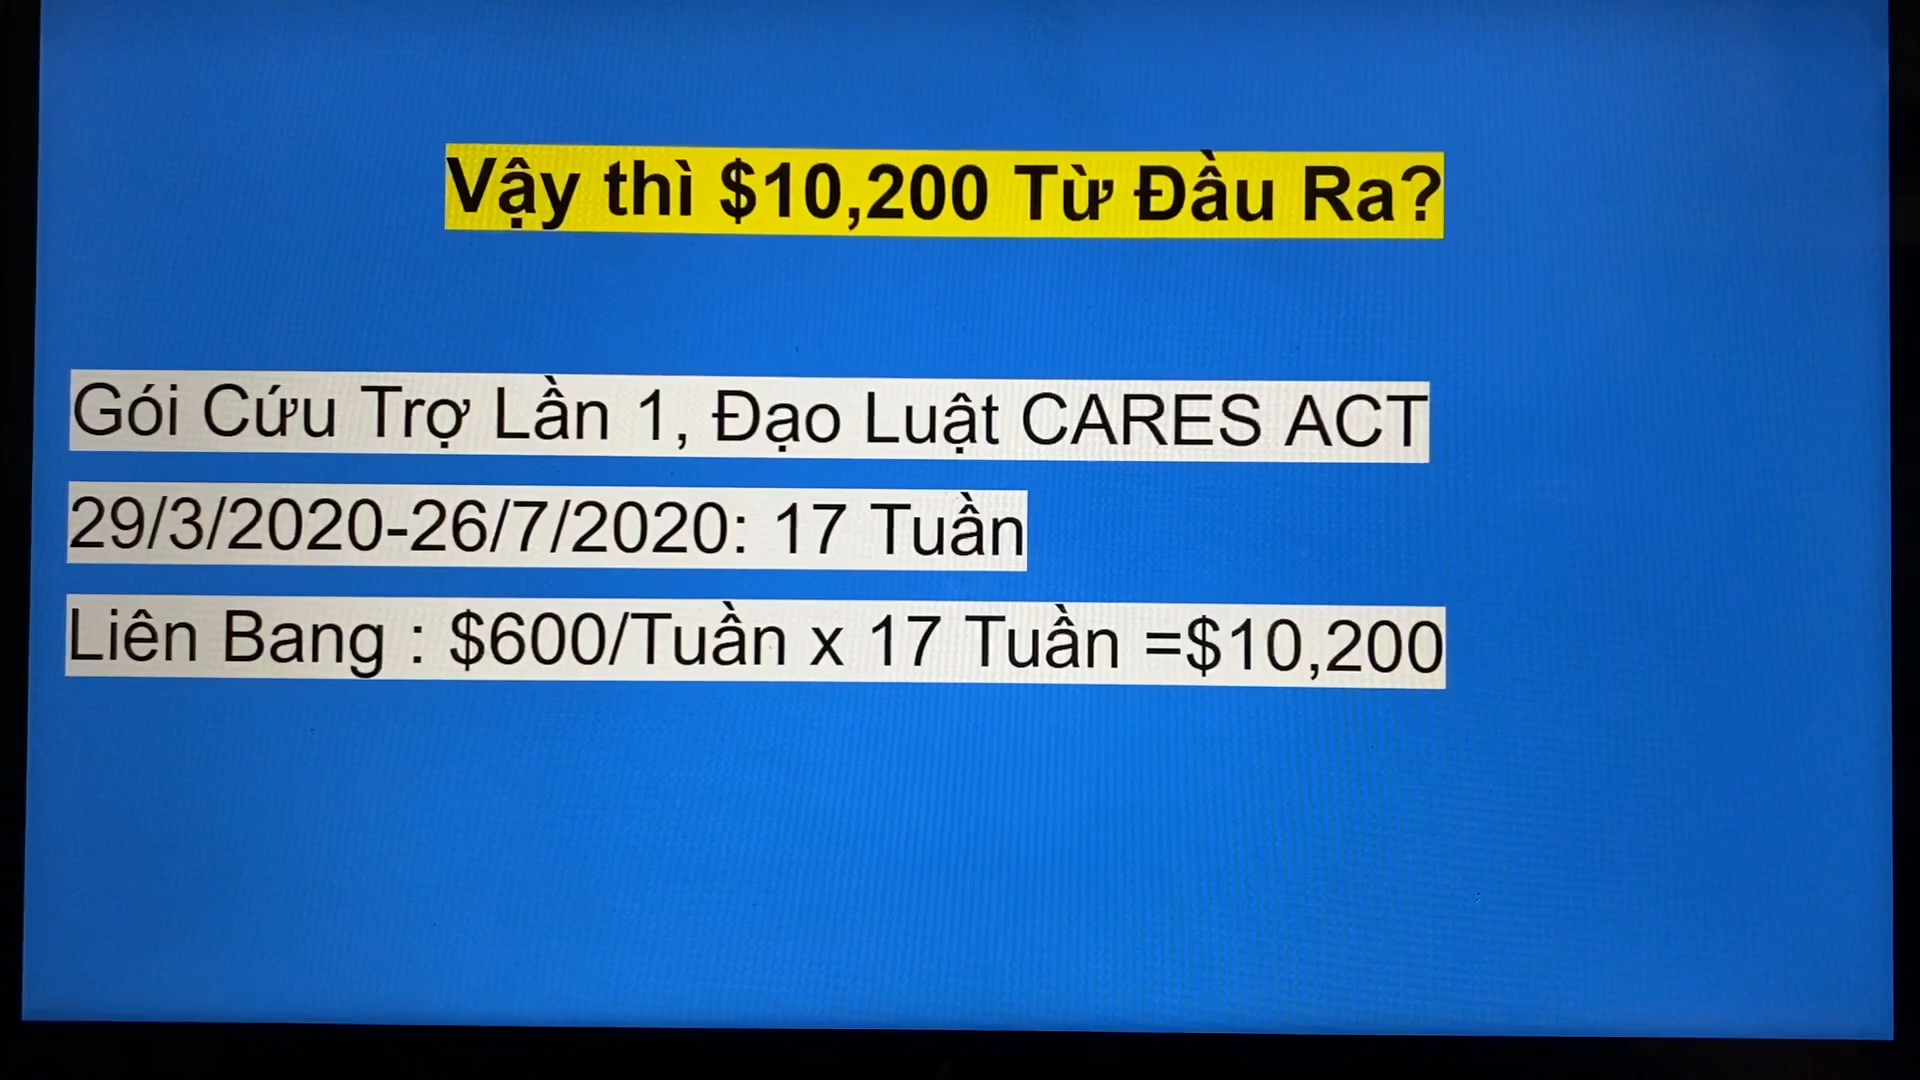 Vậy thì $10,200 Từ Đầu Ra?
Gói Cứu Trợ Lần 1, Đạo Luật CARES ACT
29/3/2020-26/7/2020: 17 Tuần
Liên Bang : $600/Tuần x 17 Tuần =$10,200